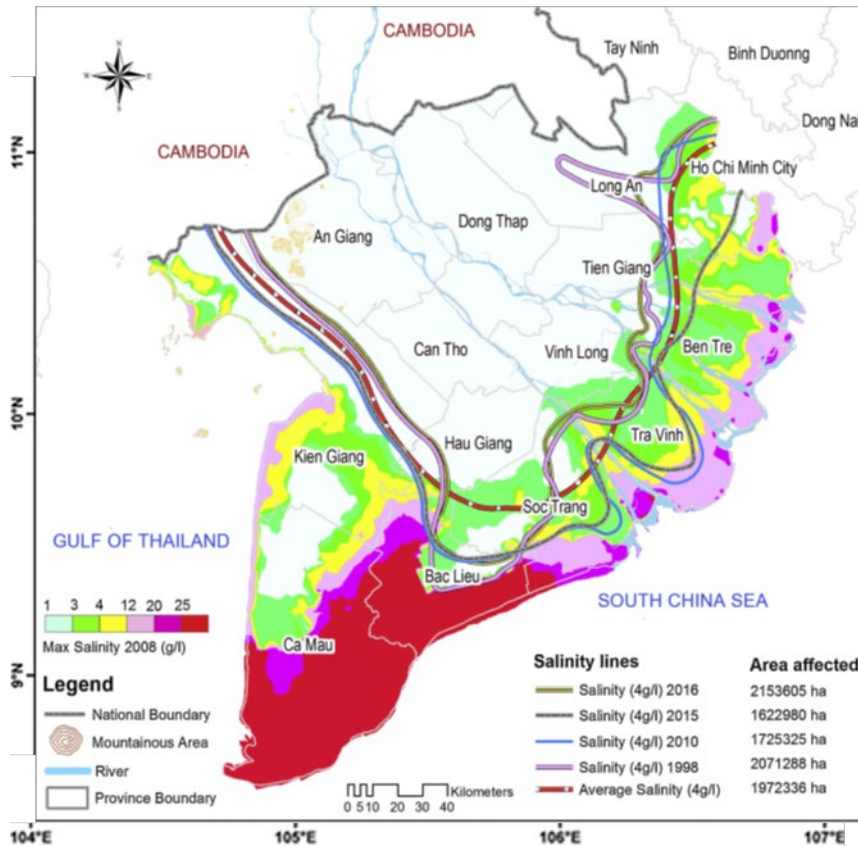 CAMBODIA
Tay Ninh
Binh Duonng
Dong Nai
N
W
E
S
11°N
CAMBODIA
Ho Chi Minh City
Long An
An Giang
Dong Thap
Tien Giang
Can Tho
Vinh Long
Ben Tre
10°N
Hau Giang
Tra Vinh
Kien Giang
Soc Trang
GULF OF THAILAND
Bac Lieu
SOUTH CHINA SEA
1 3 4 12 20 25
Max Salinity 2008 (g/l)
Ca Mau
9°N
Legend
National Boundary
Mountainous Area
River
Province Boundary
Kilometers
0 5 10 20 30 40
Salinity lines Area affected
Salinity (4g/l) 2016 2153605 ha
Salinity (4g/l) 2015 1622980 ha
Salinity (4g/l) 2010 1725325 ha
Salinity (4g/l) 1998 2071288 ha
Average Salinity (4g/l) 1972336 ha
104°E 105°E 106°E 107°E